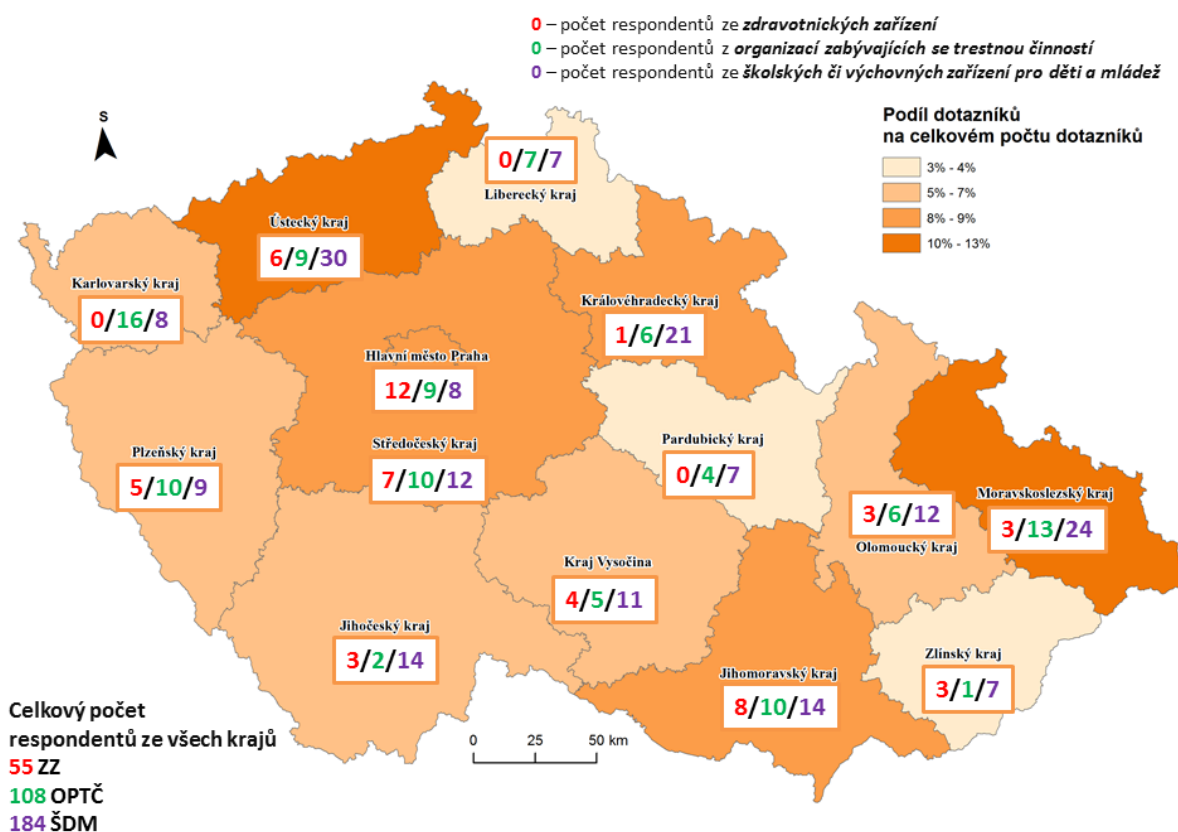 0 – počet respondentů ze zdravotnických zařízení
0 – počet respondentů z organizací zabývajících se trestnou činností
0 – počet respondentů ze školských či výchovných zařízení pro děti a mládež
S
Podíl dotazníků
na celkovém počtu dotazníků
3% - 4%
5% - 7%
8% - 9%
10% - 13%
0/7/7
Liberecký kraj
Ústecký kraj
6/9/30
Karlovarský kraj
0/16/8
Královéhradecký kraj
1/6/21
Hlavní město Praha
12/9/8
Středočeský kraj
7/10/12
Plzeňský kraj
5/10/9
Pardubický kraj
0/4/7
3/6/12
Olomoucký kraj
Moravskoslezský kraj
3/13/24
Kraj Vysočina
4/5/11
Jihočeský kraj
3/2/14
Zlínský kraj
3/1/7
Jihomoravský kraj
8/10/14
0 25 50 km
Celkový počet
respondentů ze všech krajů
55 ZZ
108 OPTČ
184 ŠDM